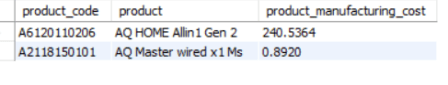 product_code product product_manufacturing_cost
A6120110206 AQ HOME Allin1 Gen 2 240.5364
A2118150101 AQ Master wired x1 Ms 0.8920